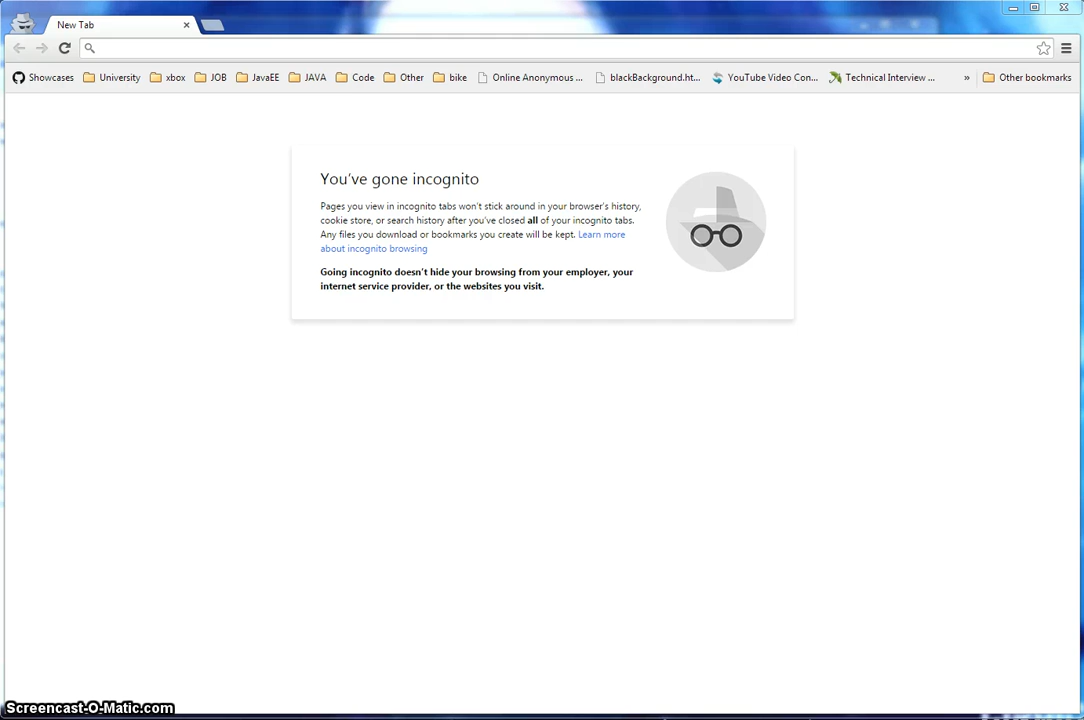 New Tab
Showcases University xbox JOB JavaEE JAVA Code Other bike Online Anonymous ... blackBackground.ht... YouTube Video Con... Technical Interview ... » Other bookmarks
You've gone incognito
Pages you view in incognito tabs won't stick around in your browser's history,
cookie store, or search history after you've closed all of your incognito tabs.
Any files you download or bookmarks you create will be kept. Learn more
about incognito browsing
Going incognito doesn't hide your browsing from your employer, your
internet service provider, or the websites you visit.
Screencast-O-Matic.com